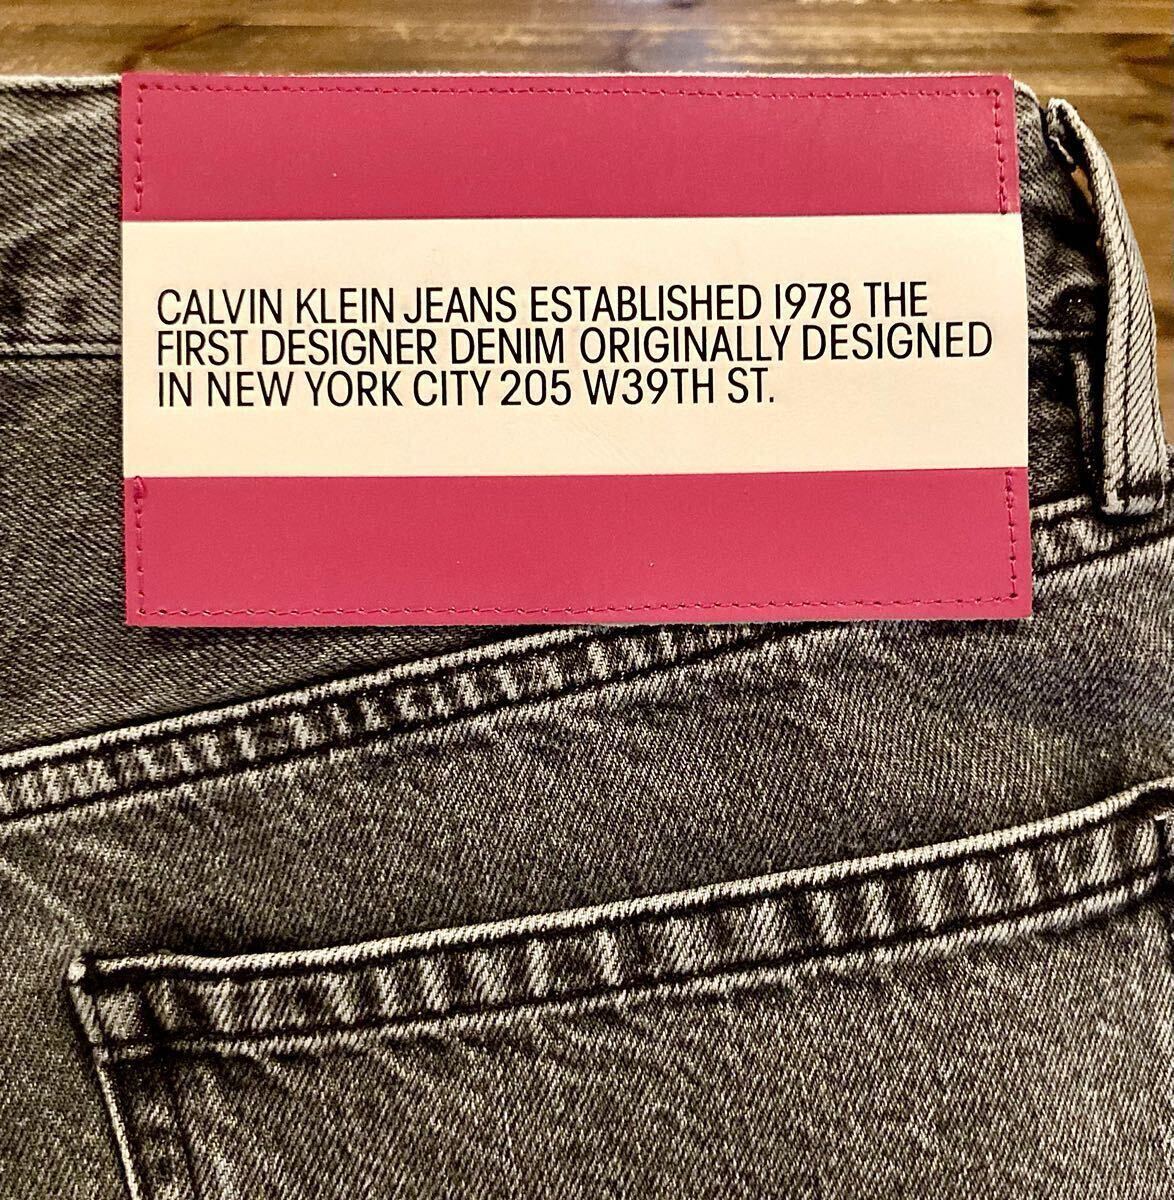 CALVIN KLEIN JEANS ESTABLISHED 1978 THE
FIRST DESIGNER DENIM ORIGINALLY DESIGNED
IN NEW YORK CITY 205 W39TH ST.